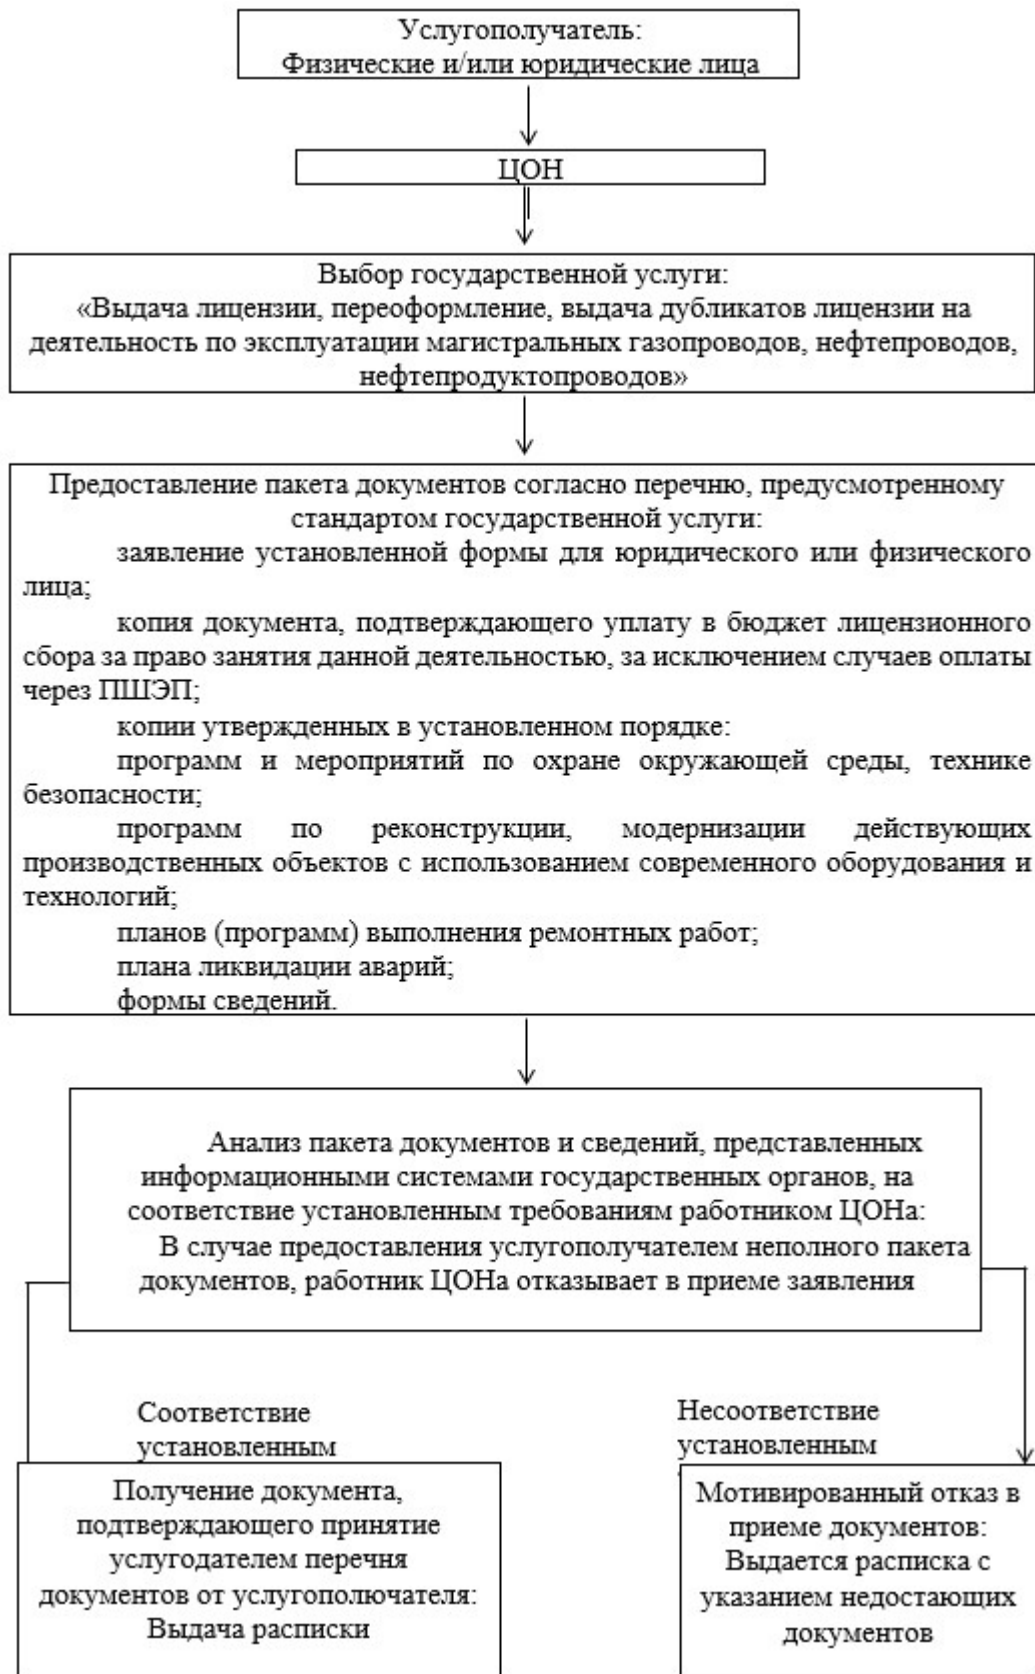 Услугополучатель:
Физические и/или юридические лица
ЦОН
Выбор государственной услуги:
«Выдача лицензии, переоформление, выдача дубликатов лицензии на
деятельность по эксплуатации магистральных газопроводов, нефтепроводов,
нефтепродуктопроводов»
Предоставление пакета документов согласно перечню, предусмотренному
стандартом государственной услуги:
заявление установленной формы для юридического или физического
лица;
копия документа, подтверждающего уплату в бюджет лицензионного
сбора за право занятия данной деятельностью, за исключением случаев оплаты
через ПШЭП;
копии утвержденных в установленном порядке:
программ и мероприятий по охране окружающей среды, технике
безопасности;
программ по реконструкции, модернизации действующих
производственных объектов с использованием современного оборудования и
технологий;
планов (программ) выполнения ремонтных работ;
плана ликвидации аварий;
формы сведений.
Анализ пакета документов и сведений, представленных
информационными системами государственных органов, на
соответствие установленным требованиям работником ЦОНа:
В случае предоставления услугополучателем неполного пакета
документов, работник ЦОНа отказывает в приеме заявления
Соответствие
установленным
Получение документа,
подтверждающего принятие
услугодателем перечня
документов от услугополючателя:
Выдача расписки
Несоответствие
установленным
Мотивированный отказ в
приеме документов:
Выдается расписка с
указанием недостающих
документов